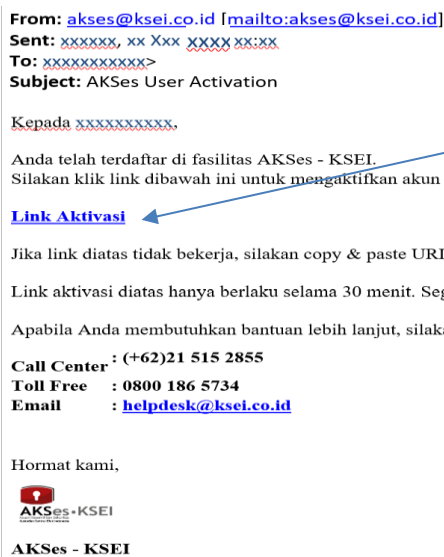 From: akses@ksei.co.id [mailto:akses@ksei.co.id]
Sent: xxxxxx, xx Xxx xxxx xx:xx
To: xxxxxxxxxxx>
Subject: AKSes User Activation
Kepada xxxxxxxxxx,
Anda telah terdaftar di fasilitas AKSes - KSEI.
Silakan klik link dibawah ini untuk mengaktifkan akun
Link Aktivasi
Jika link diatas tidak bekerja, silakan copy & paste URI
Link aktivasi diatas hanya berlaku selama 30 menit. Seg
Apabila Anda membutuhkan bantuan lebih lanjut, silaka
Call Center : (+62)21 515 2855
Toll Free : 0800 186 5734
Email : helpdesk@ksei.co.id
Hormat kami,
AKSes•KSEI
AKSes - KSEI